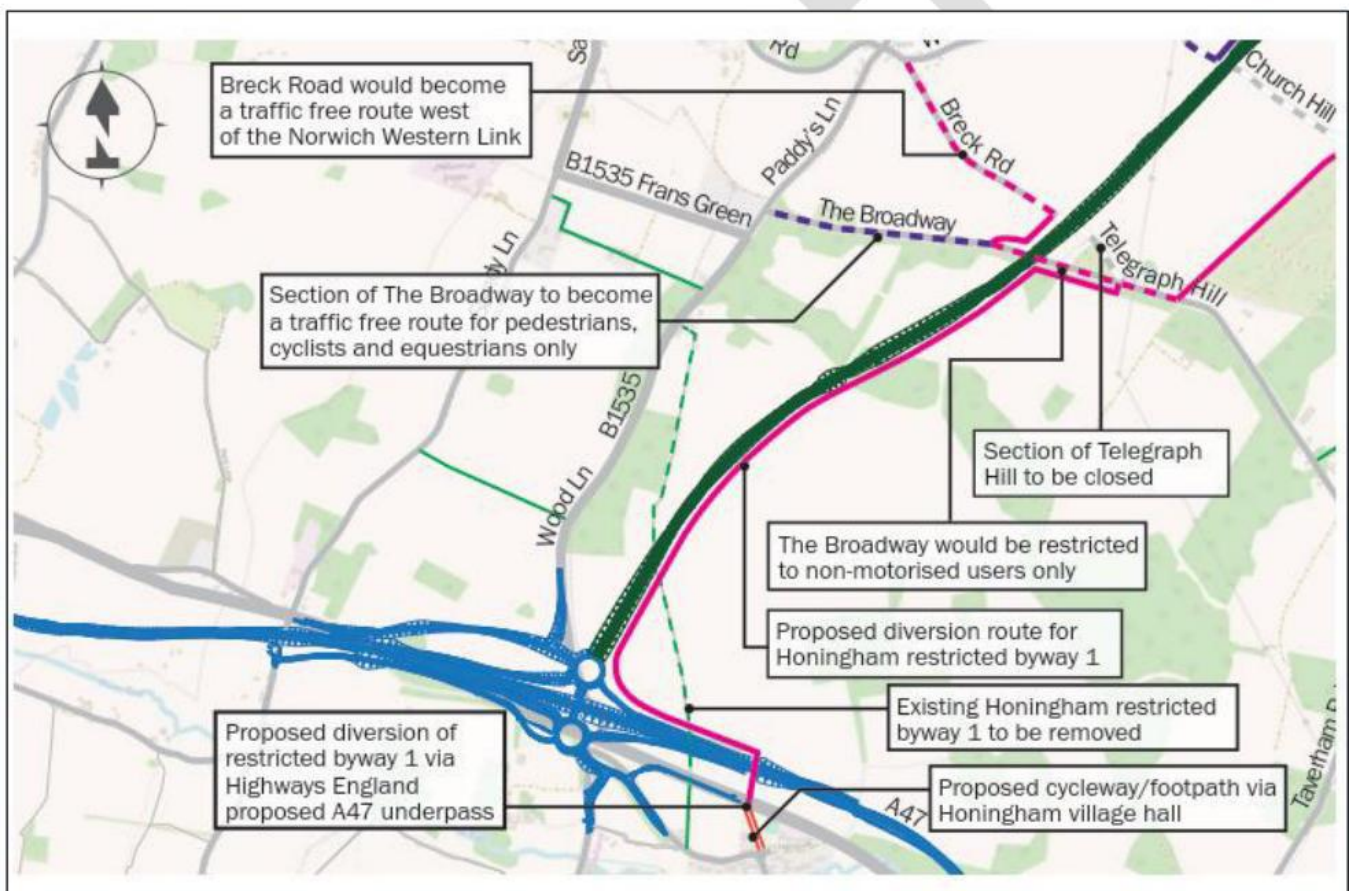 Rd
Sa
W
Breck Road would become
a traffic free route west
of the Norwich Western Link
Church Hill
Paddy's Ln
Breck Rd
B1535 Frans Green
The Broadway
Telegraph Hill
dy Ln
Section of The Broadway to become
a traffic free route for pedestrians,
cyclists and equestrians only
B1535
Section of Telegraph
Hill to be closed
Wood Ln
The Broadway would be restricted
to non-motorised users only
Proposed diversion route for
Honingham restricted byway 1
Existing Honingham restricted
byway 1 to be removed
Proposed diversion of
restricted byway 1 via
Highways England
proposed A47 underpass
Proposed cycleway/footpath via
Honingham village hall
A47
Taverham